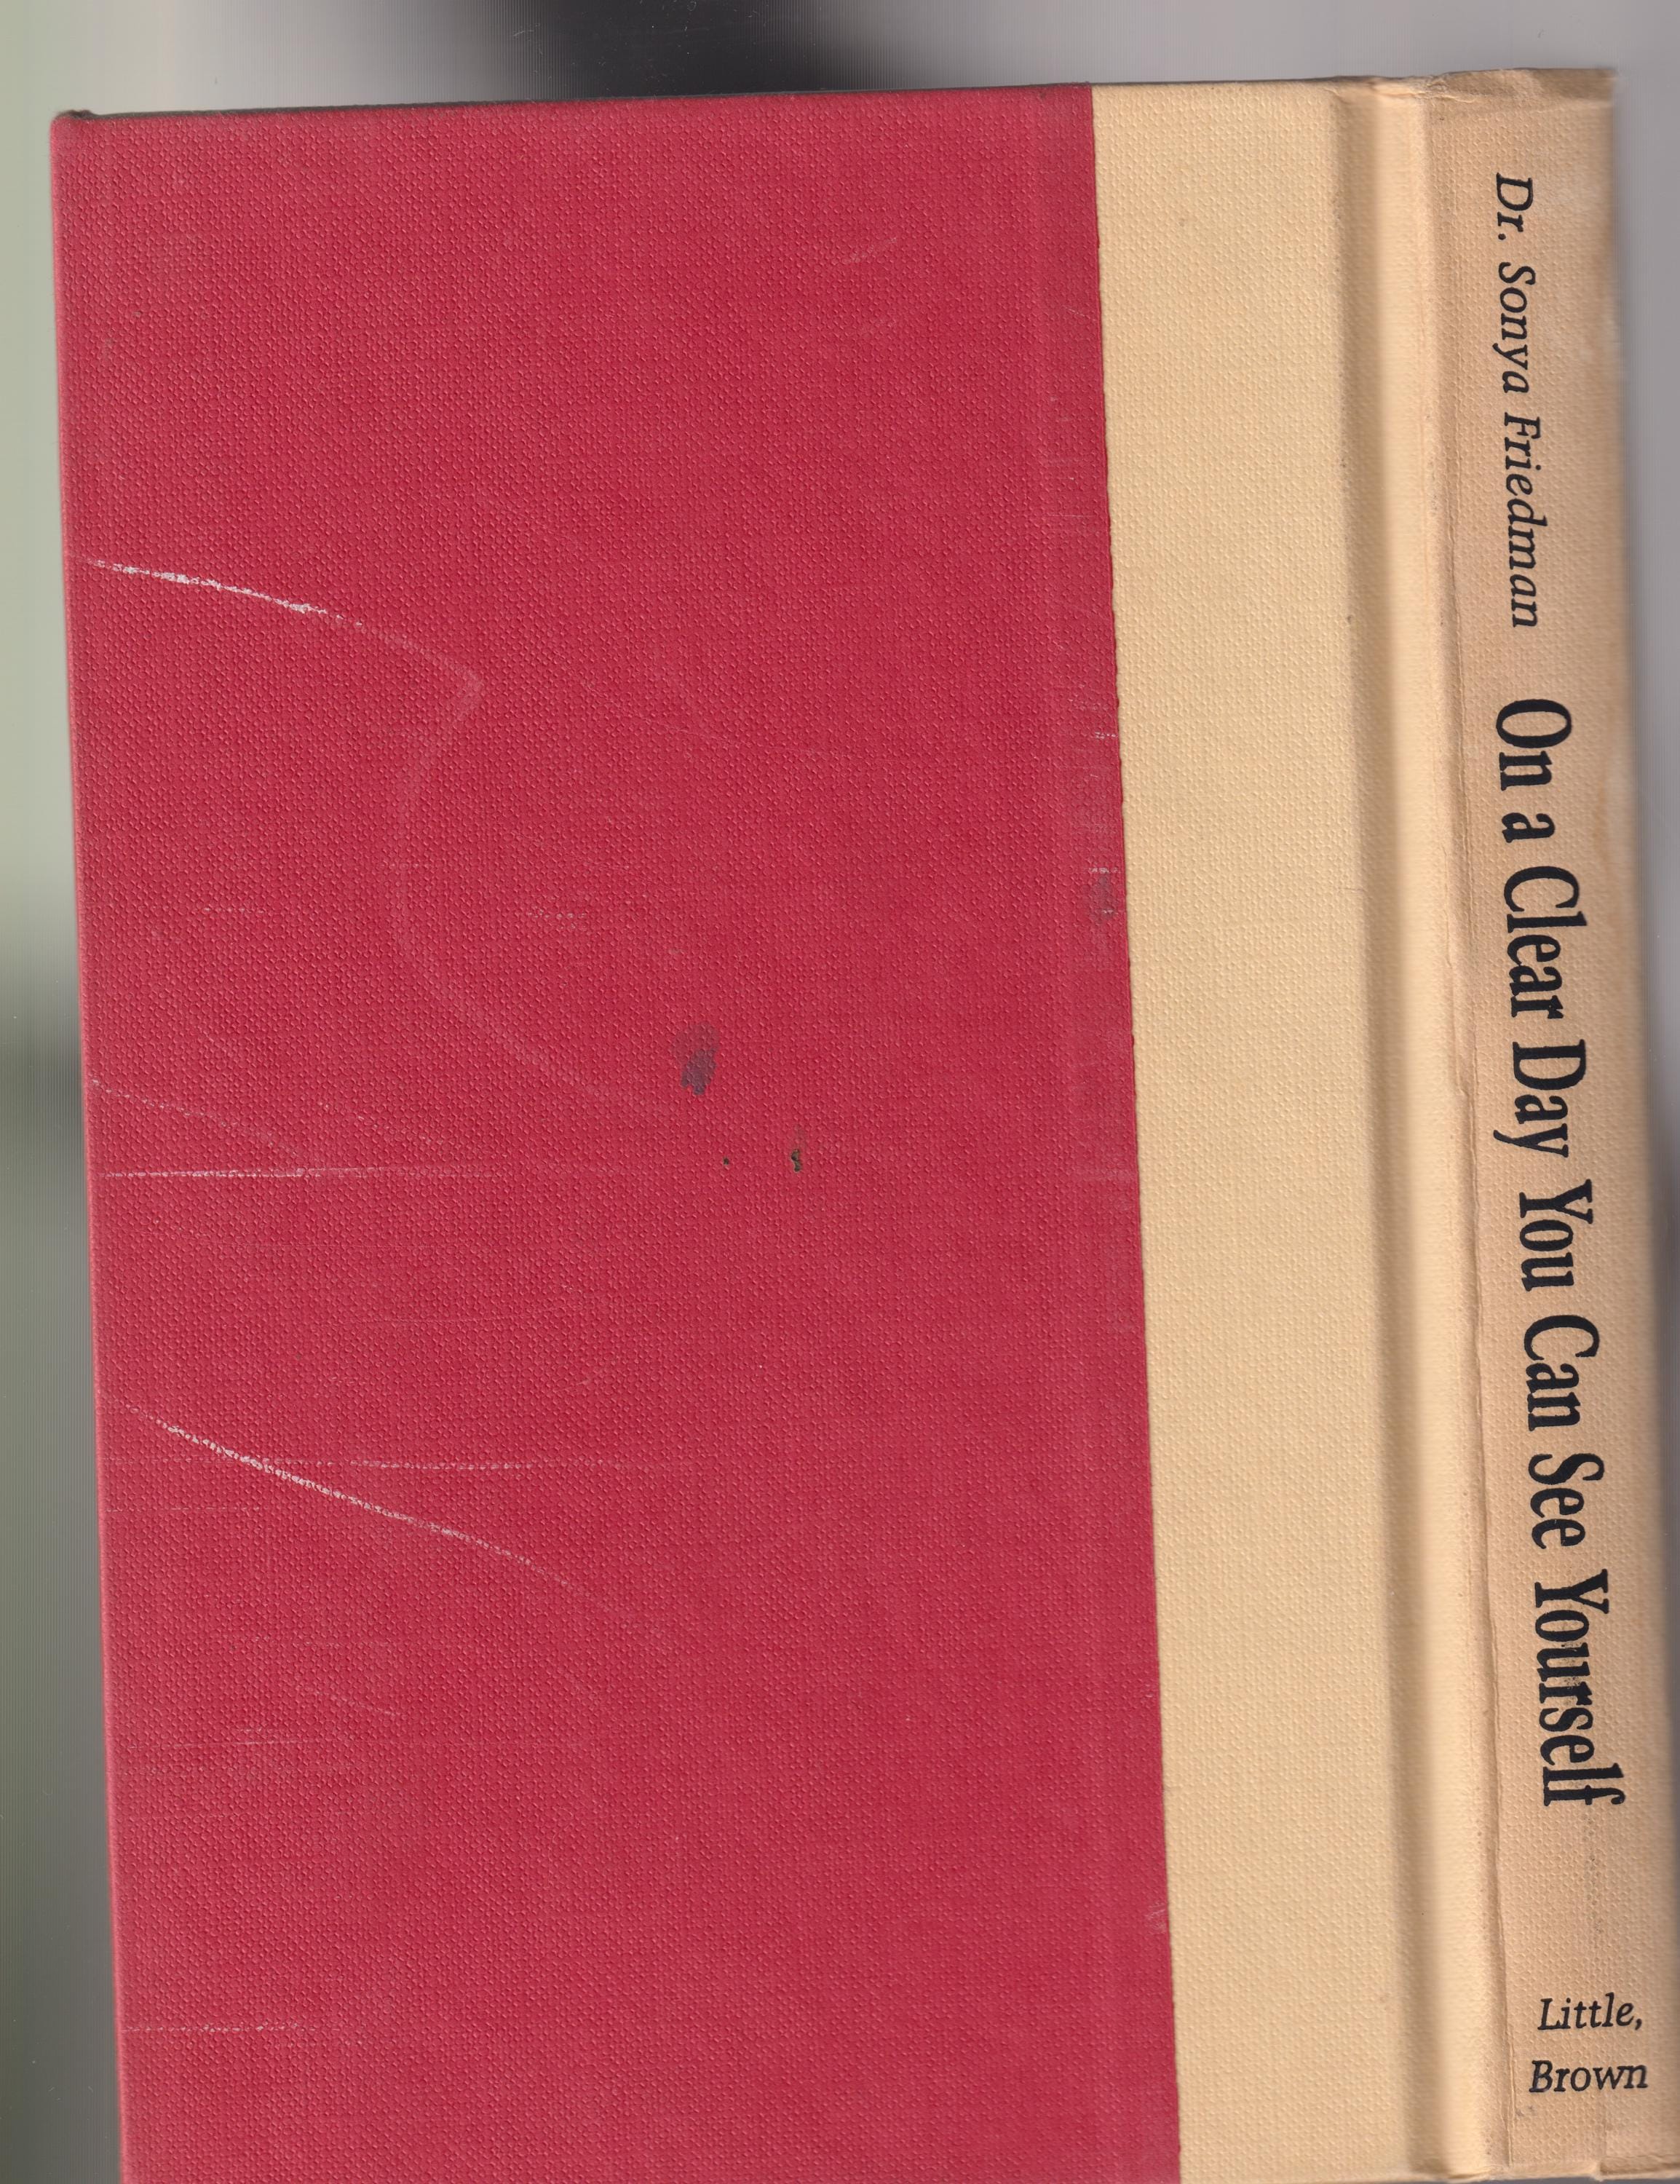 Dr. Sonya Friedman On a Clear Day You Can See Yourself
Little,
Brown